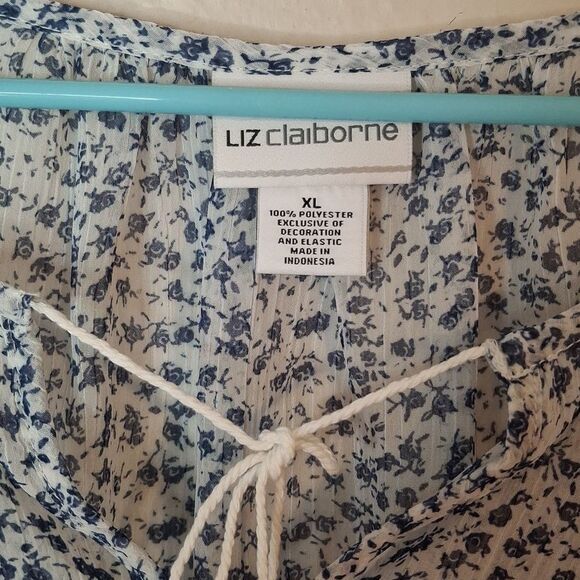 LIZ claiborne
XL
100% POLYESTER
EXCLUSIVE OF
DECORATION
AND ELASTIC
MADE IN
INDONESIA